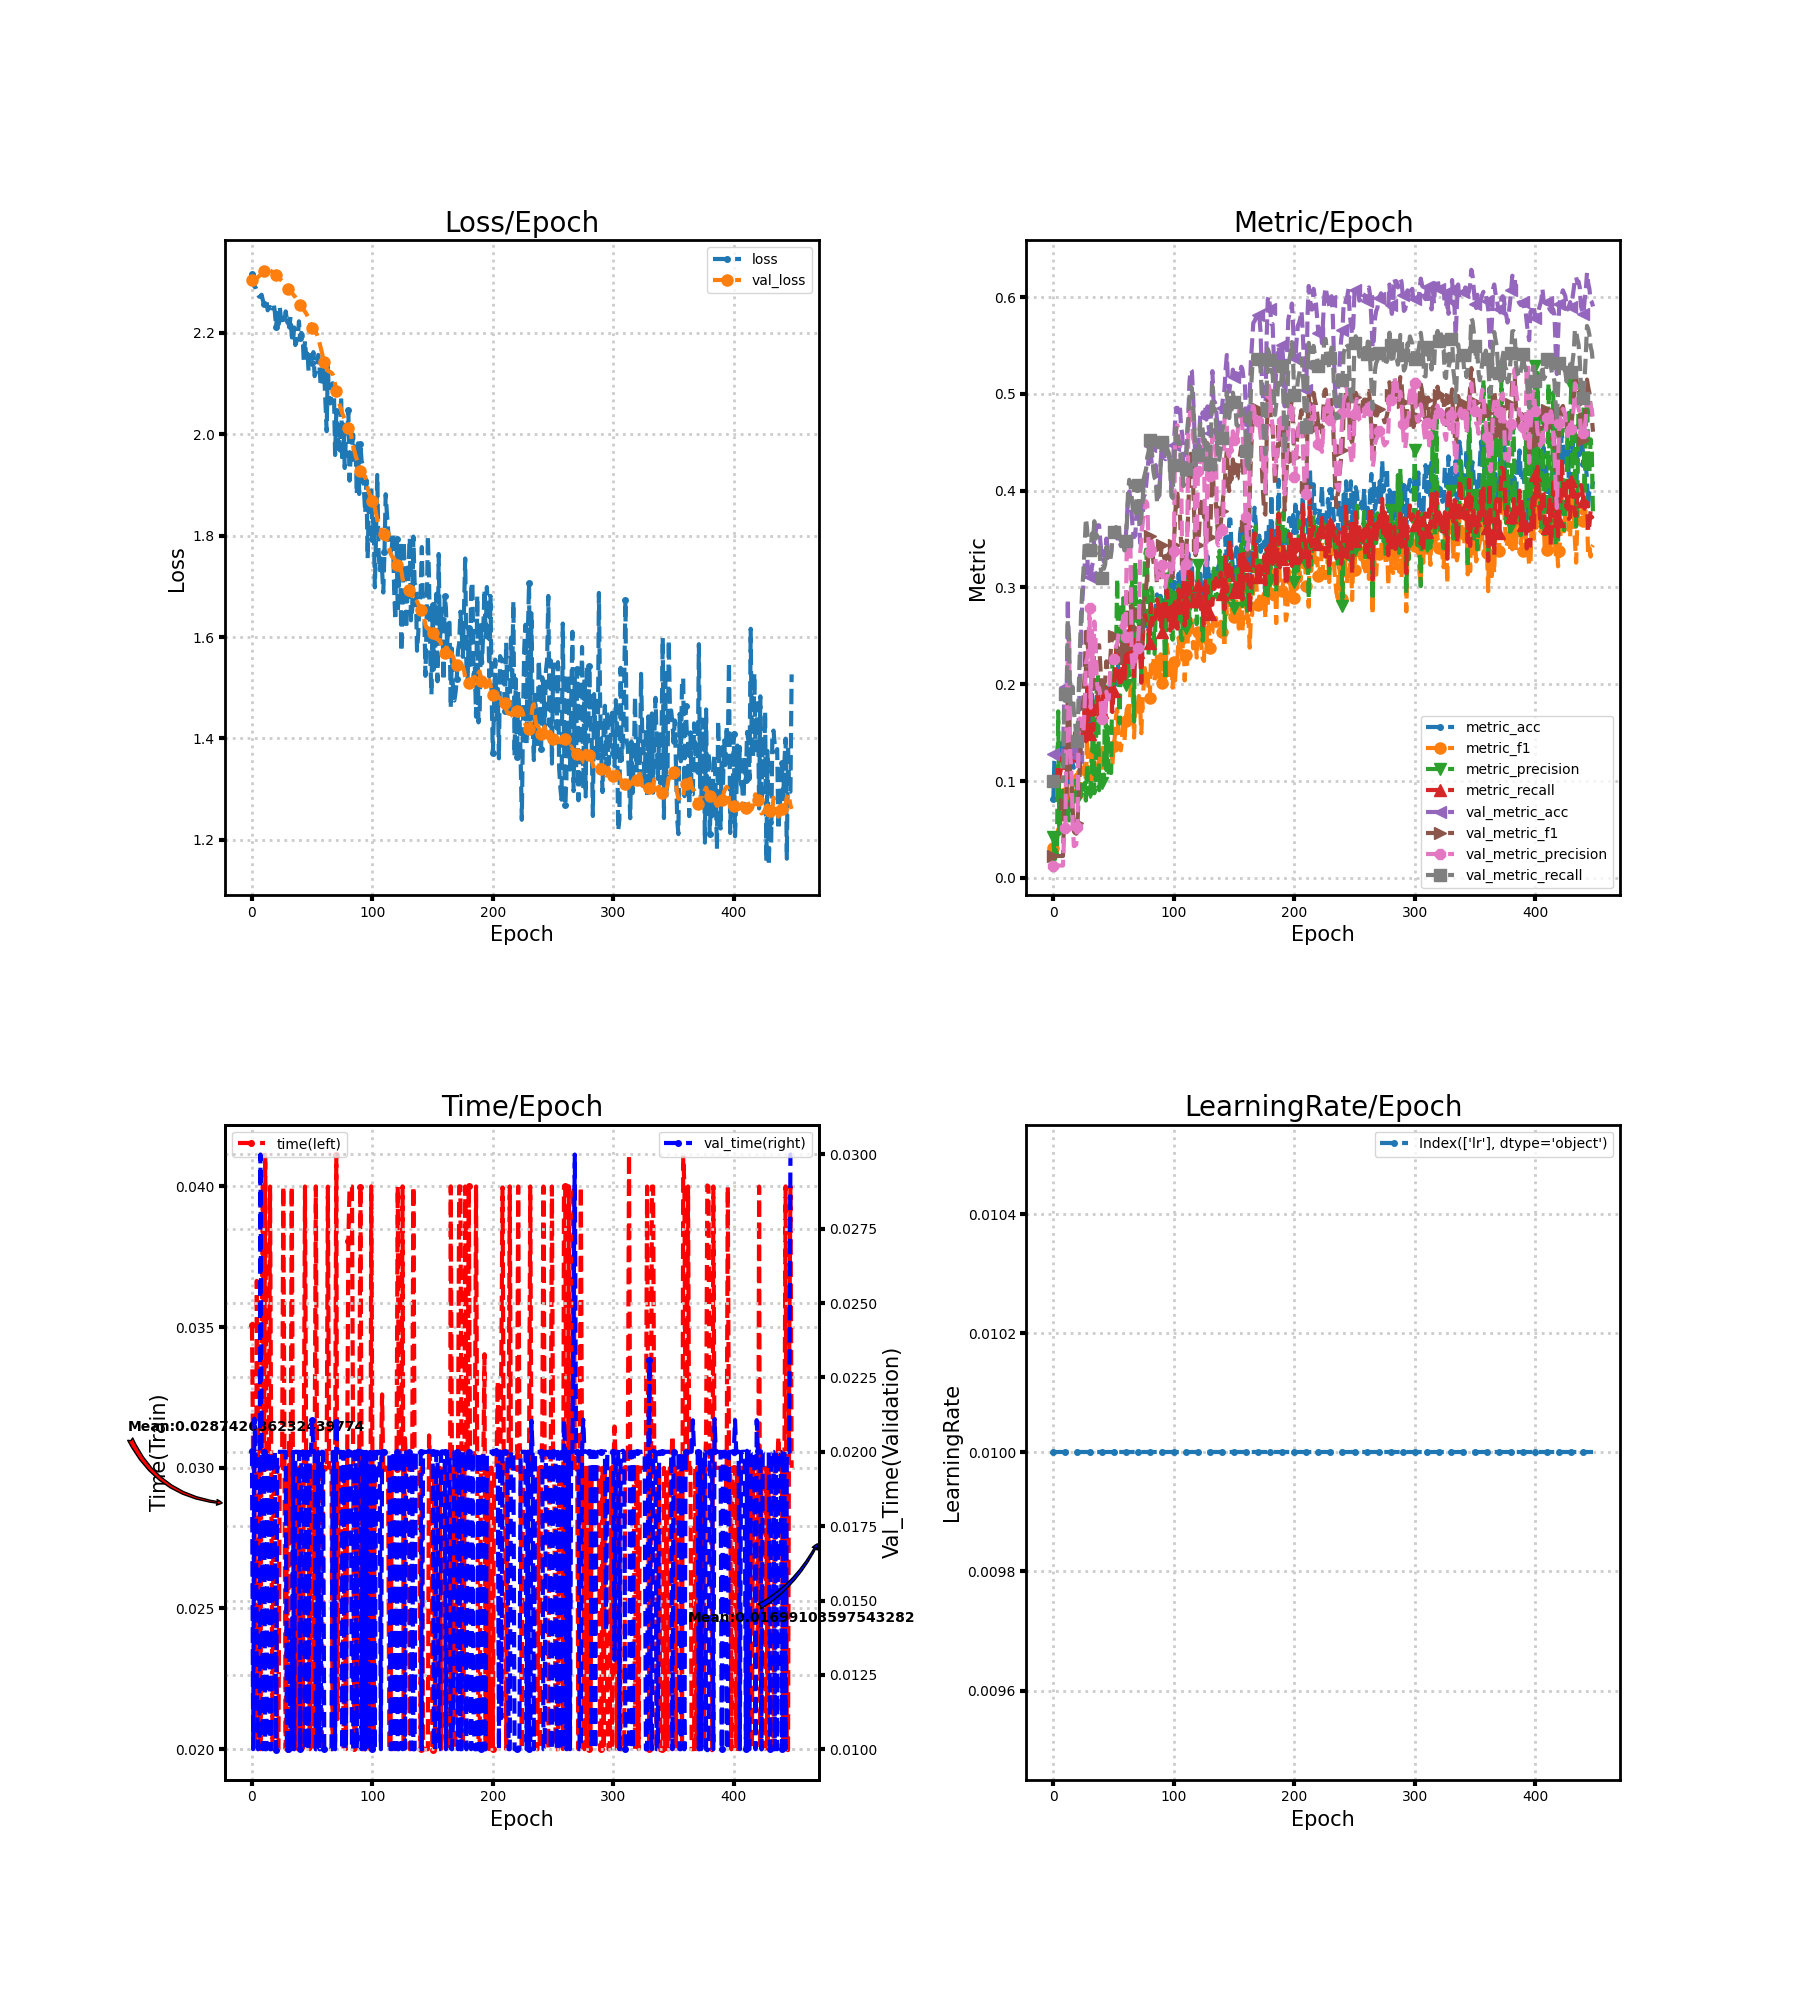 Loss/Epoch
loss
val_loss
2.2
2.0
1.8
1.6
1.4
1.2
Loss
0
100
200
300
400
Epoch
Metric/Epoch
0.6
0.5
0.4
0.3
0.2
0.1
0.0
Metric
metric_acc
metric_f1
metric_precision
metric_recall
val_metric_acc
val_metric_f1
val_metric_precision
val_metric_recall
0
100
200
300
400
Epoch
Time/Epoch
time(left)
val_time(right)
0.040
0.035
0.030
0.025
0.020
Time(Train)
0.0300
0.0275
0.0250
0.0225
0.0200
0.0175
0.0150
0.0125
0.0100
Val_Time(Validation)
Mean:0.01699103597543282
0
100
200
300
400
Epoch
LearningRate/Epoch
Index(['lr'], dtype='object')
0.0104
0.0102
0.0100
0.0098
0.0096
LearningRate
0
100
200
300
400
Epoch